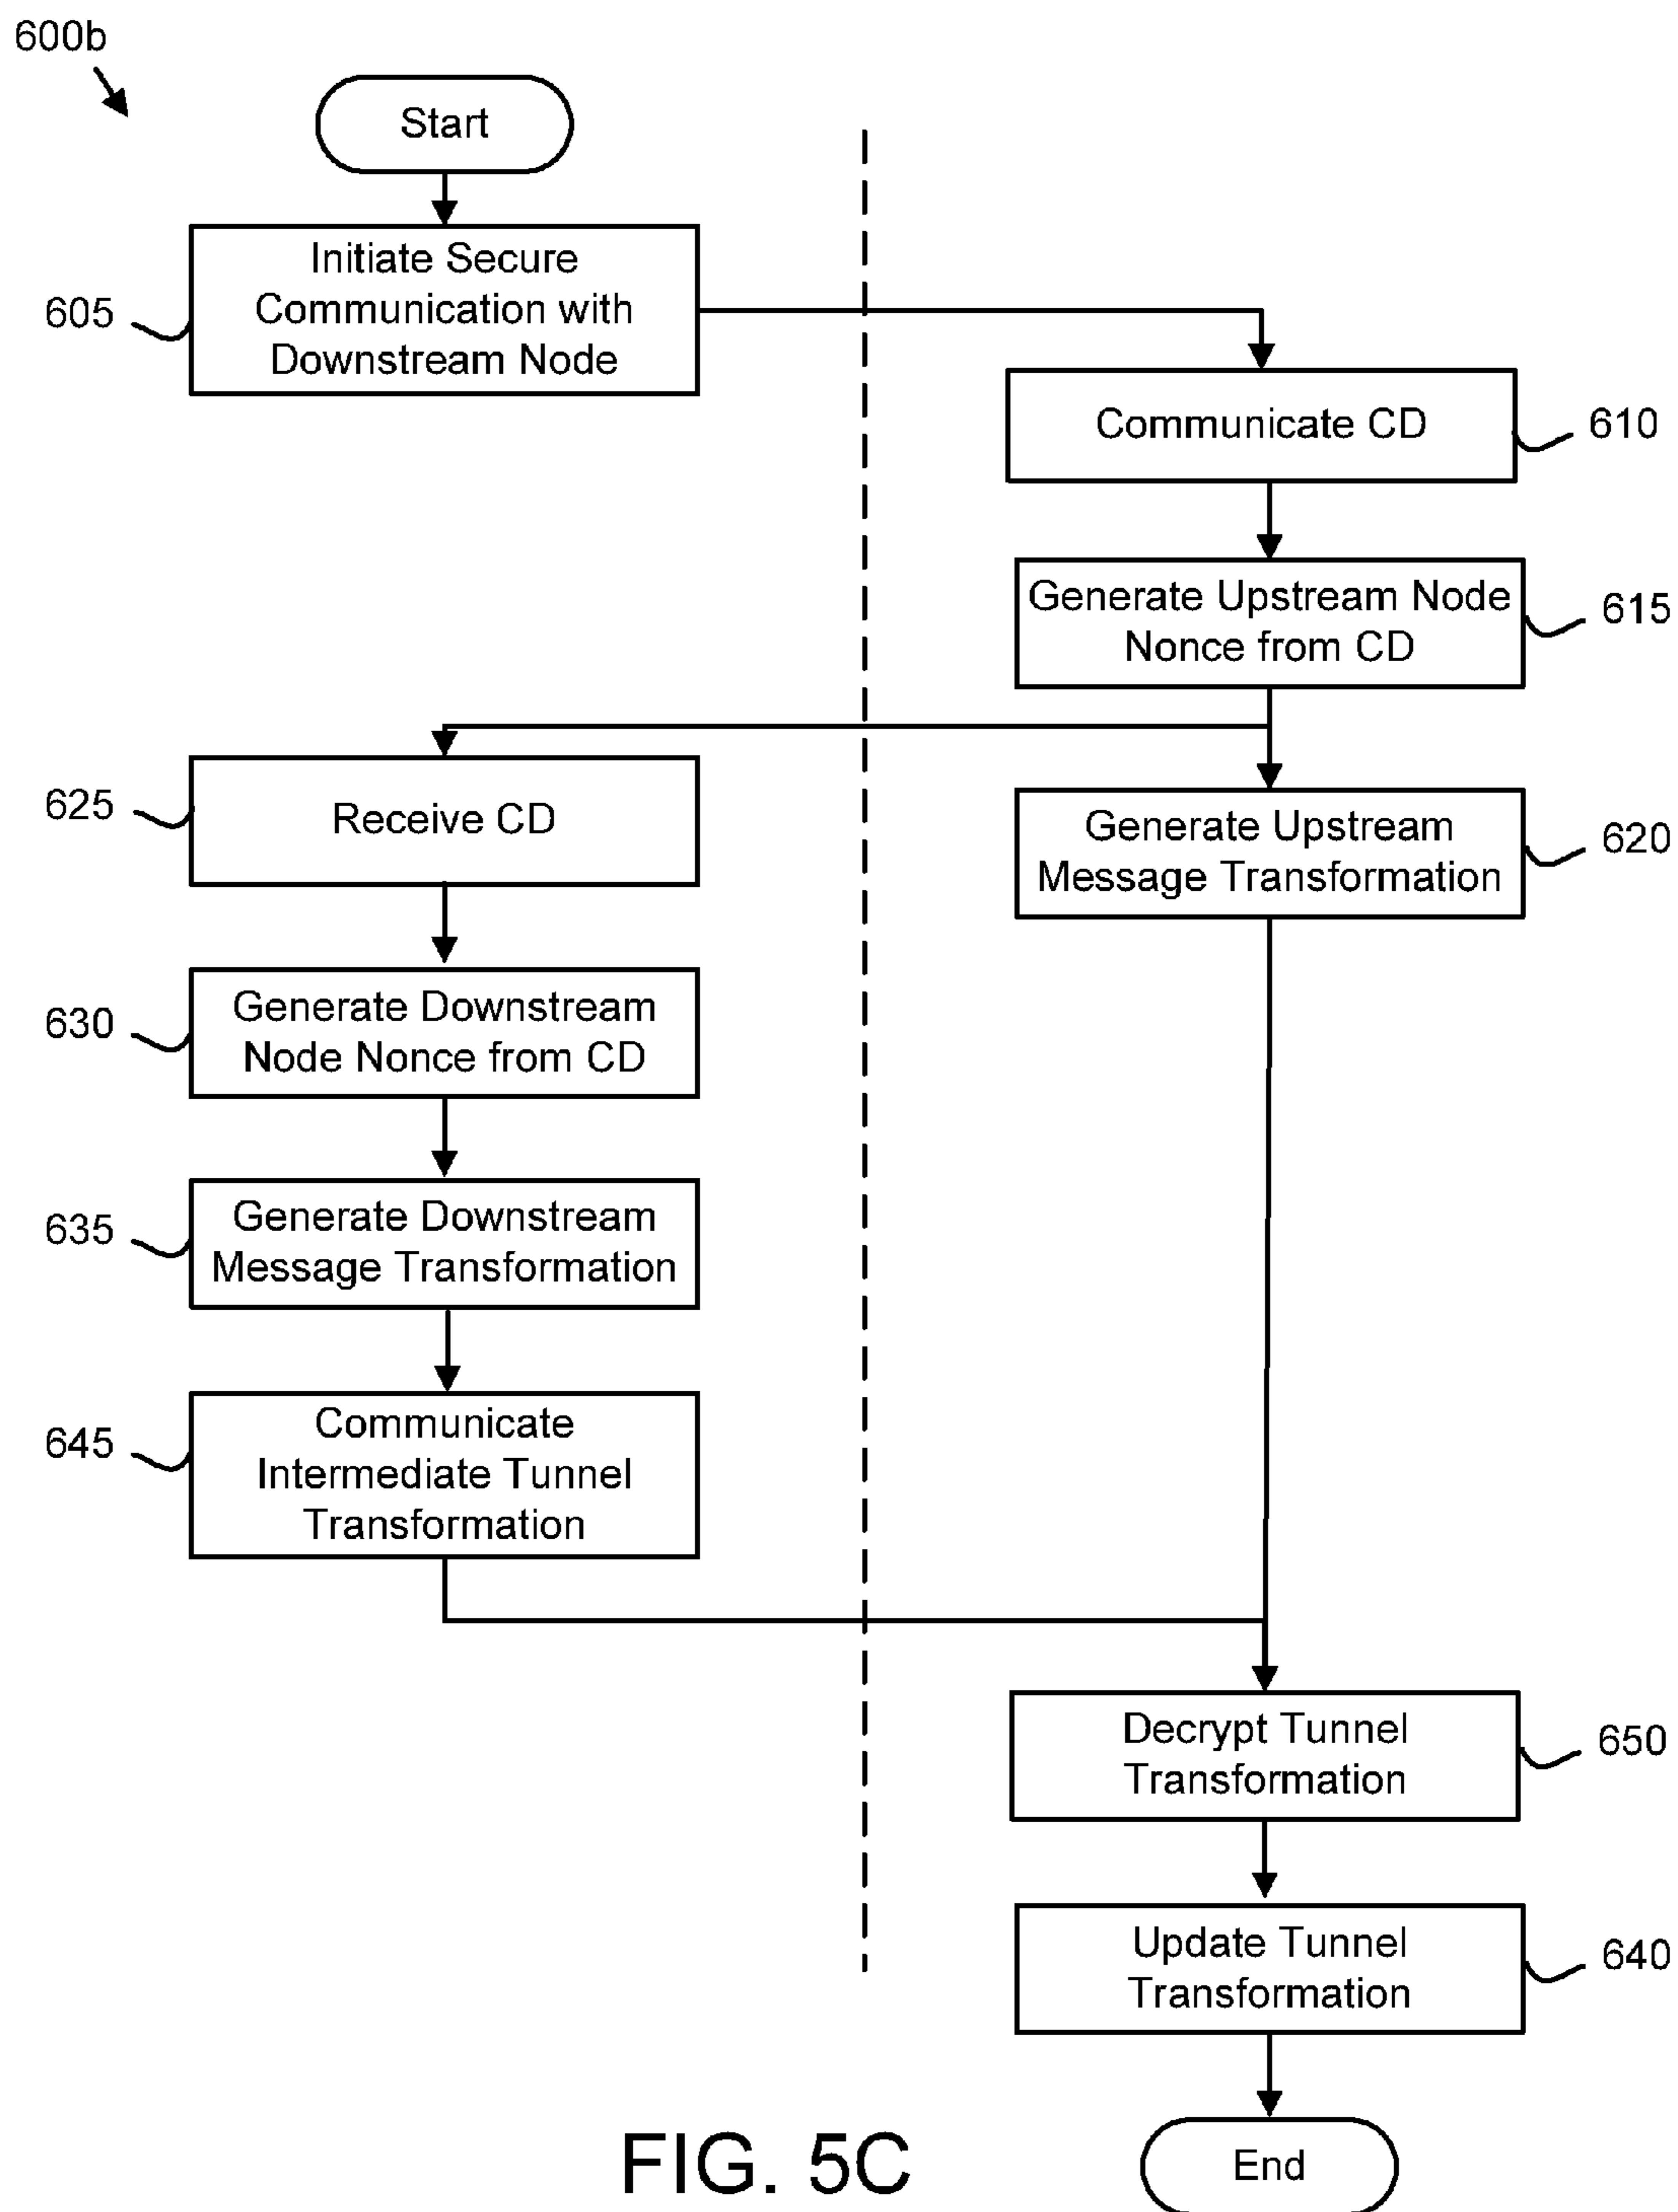 600b
Start
605
Initiate Secure
Communication with
Downstream Node
Communicate CD
610
Generate Upstream Node
Nonce from CD
615
625
Receive CD
Generate Upstream
Message Transformation
620
630
Generate Downstream
Node Nonce from CD
635
Generate Downstream
Message Transformation
645
Communicate
Intermediate Tunnel
Transformation
Decrypt Tunnel
Transformation
650
Update Tunnel
Transformation
640
End
FIG. 5C